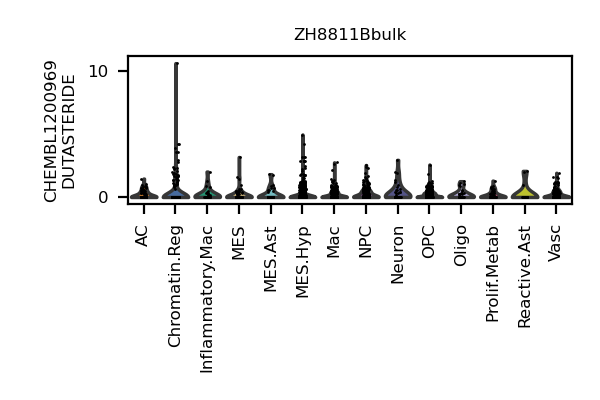 ZH8811Bbulk
CHEMBL1200969
DUTASTERIDE
10
0
AC
Chromatin.Reg
Inflammatory.Mac
MES
MES.Ast
MES.Hyp
Mac
NPC
Neuron
OPC
Oligo
Prolif.Metab
Reactive.Ast
Vasc